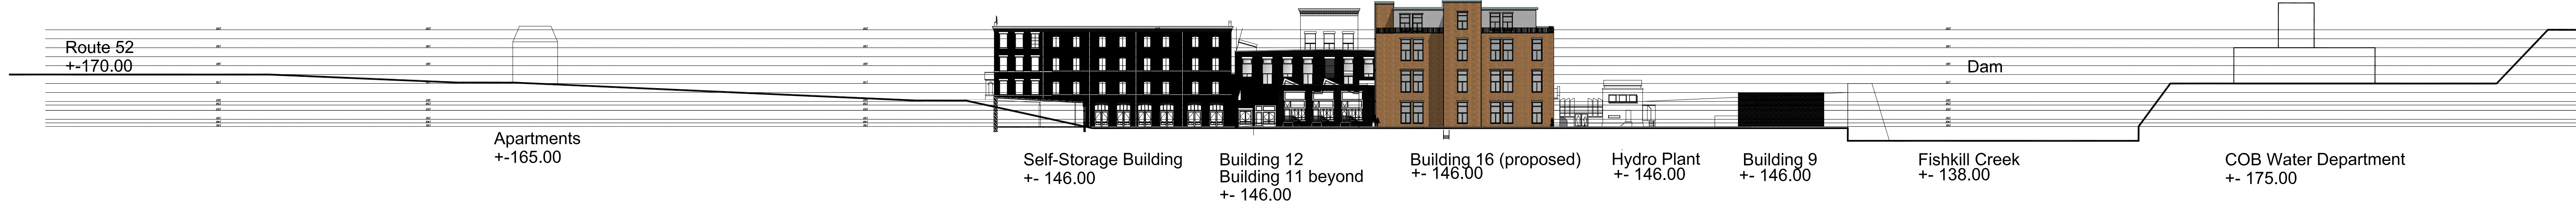 Route 52
+-170.00
Apartments
+-165.00
Self-Storage Building
+- 146.00
Building 12
Building 11 beyond
+- 146.00
Building 16 (proposed)
+- 146.00
Hydro Plant
+- 146.00
Building 9
+- 146.00
Dam
Fishkill Creek
+- 138.00
COB Water Department
+- 175.00